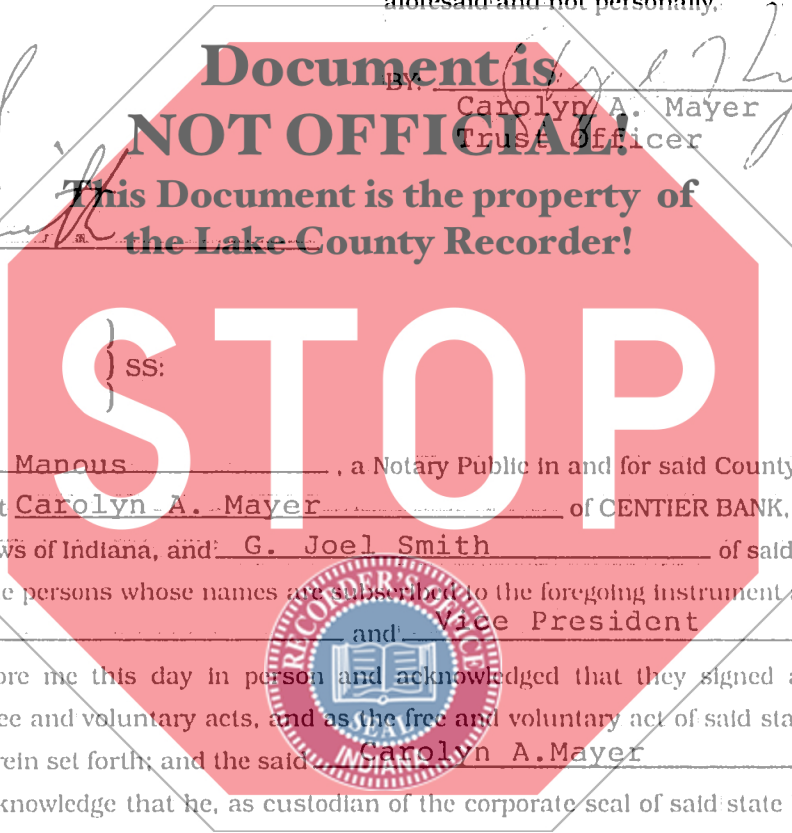 aforesaid and not personally,
Document is
NOT OFFICIAL!
This Document is the property of
the Lake County Recorder!
BY:
Carolyn A. Mayer
Trust Officer
STOP
SS:
Manous , a Notary Public in and for said County
Carolyn A. Mayer of CENTIER BANK,
ws of Indiana, and G. Joel Smith of said
e persons whose names are subscribed to the foregoing instrument a
and Vice President
ore me this day in person and acknowledged that they signed a
ee and voluntary acts, and as the free and voluntary act of said sta
rein set forth; and the said Carolyn A.Mayer
knowledge that he, as custodian of the corporate seal of said state
RECORDER'S SERVICE
SEAL
INDIANA